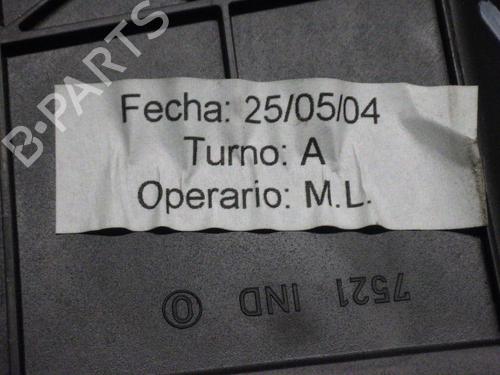 B-PARTS
Fecha: 25/05/04
Turno: A
Operario: M.L.
7521 IND O